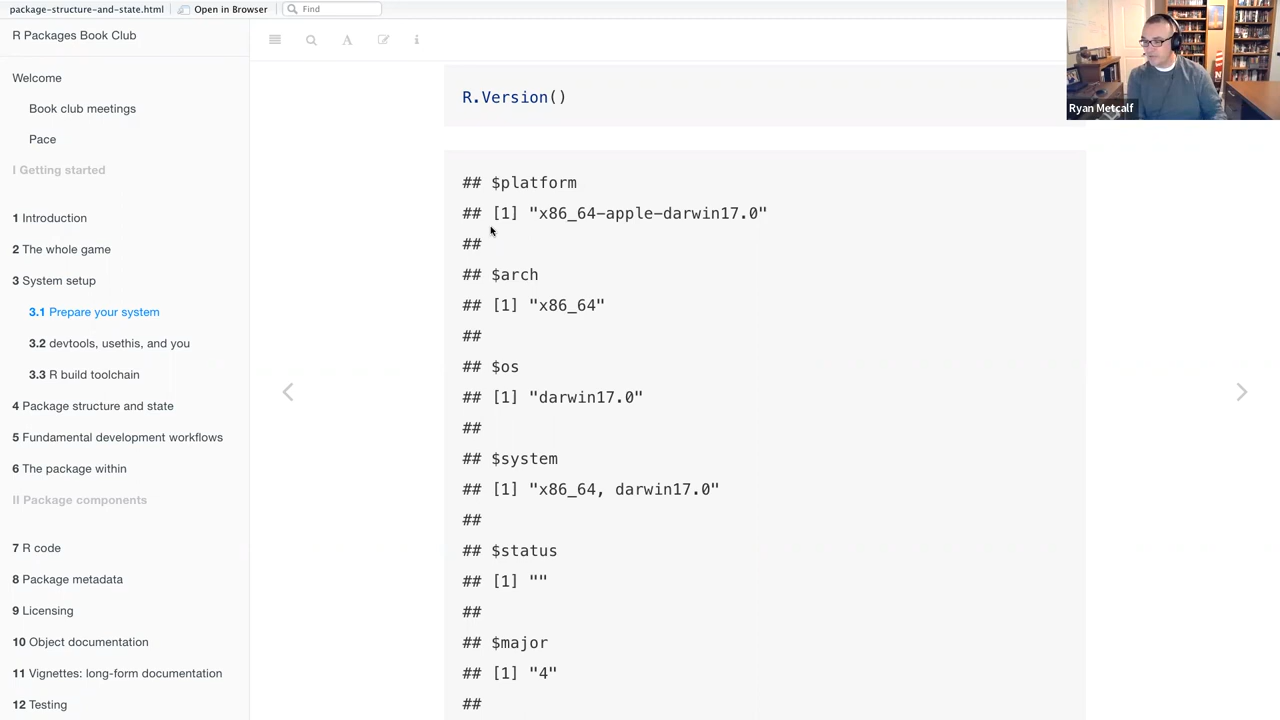 package-structure-and-state.html
Open in Browser
Find
R Packages Book Club
Welcome
Book club meetings
Pace
I Getting started
1 Introduction
2 The whole game
3 System setup
3.1 Prepare your system
3.2 devtools, usethis, and you
3.3 R build toolchain
4 Package structure and state
5 Fundamental development workflows
6 The package within
II Package components
7 R code
8 Package metadata
9 Licensing
10 Object documentation
11 Vignettes: long-form documentation
12 Testing
A
i
R.Version()
## $platform
## [1] "x86_64-apple-darwin17.0"
##
## $arch
## [1] "x86_64"
##
## $os
## [1] "darwin17.0"
##
## $system
## [1] "x86_64, darwin17.0"
##
## $status
## [1] ""
##
## $major
## [1] "4"
##
Ryan Metcalf